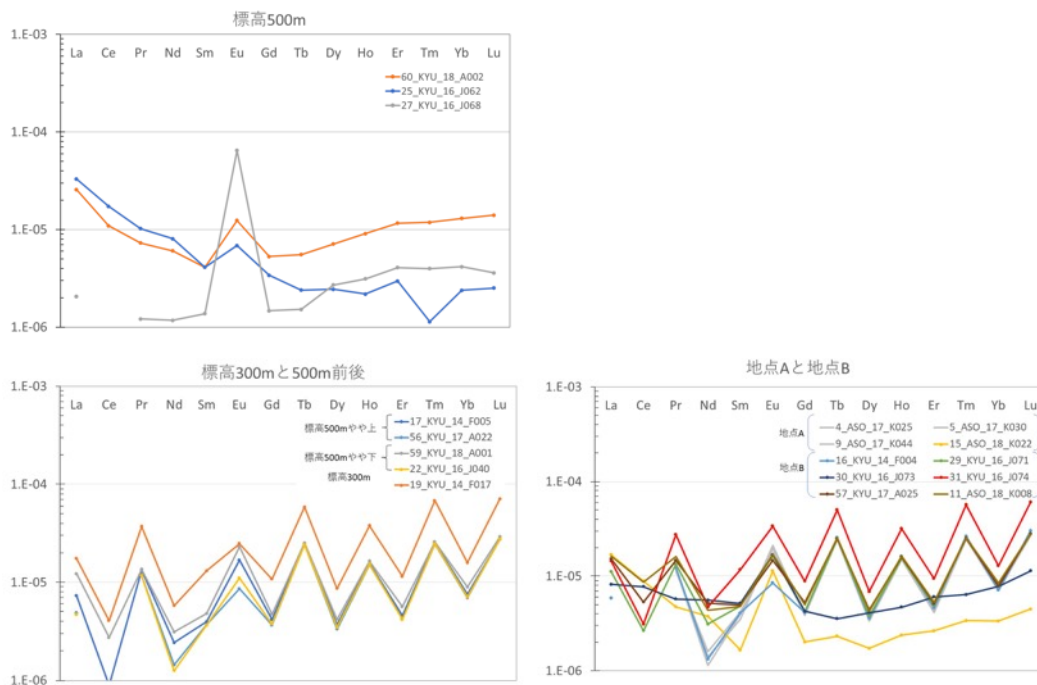 標高500m
1.E-03
La Ce Pr Nd Sm Eu Gd Tb Dy Ho Er Tm Yb Lu
60_KYU_18_A002
25_KYU_16_J062
27_KYU_16_J068
1.E-04
1.E-05
1.E-06
標高300mと500m前後
1.E-03
La Ce Pr Nd Sm Eu Gd Tb Dy Ho Er Tm Yb Lu
標高500mやや上
17_KYU_14_F005
56_KYU_17_A022
標高500mやや下
59_KYU_18_A001
22_KYU_16_J040
標高300m
19_KYU_14_F017
1.E-04
1.E-05
1.E-06
地点Aと地点B
1.E-03
La Ce Pr Nd Sm Eu Gd Tb Dy Ho Er Tm Yb Lu
地点A
4_ASO_17_K025 5_ASO_17_K030
9_ASO_17_K044 15_ASO_18_K022
地点B
16_KYU_14_F004 29_KYU_16_J071
30_KYU_16_J073 31_KYU_16_J074
57_KYU_17_A025 11_ASO_18_K008
1.E-04
1.E-05
1.E-06